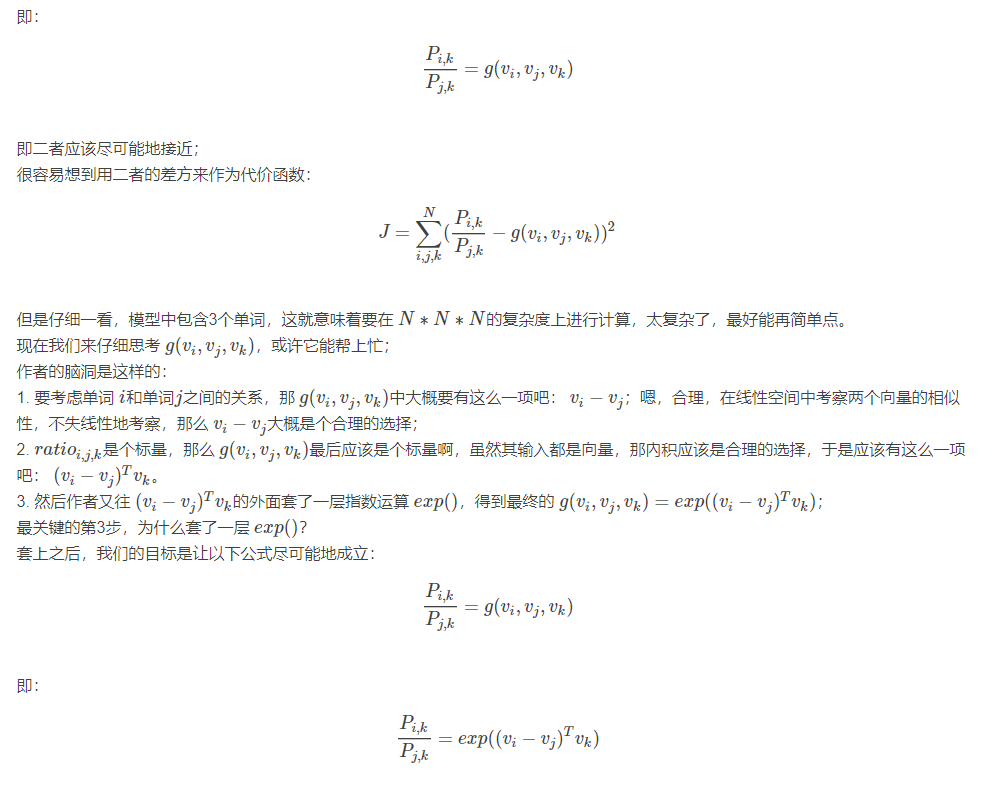 即：
P_{i,k} / P_{j,k} = g(v_i, v_j, v_k)
即二者应该尽可能地接近；
很容易想到用二者的差方来作为代价函数：
J = \sum_{i,j,k}^{N} ( P_{i,k} / P_{j,k} − g(v_i, v_j, v_k))^2
但是仔细一看，模型中包含3个单词，这就意味着要在 N ∗ N ∗ N的复杂度上进行计算，太复杂了，最好能再简单点。
现在我们来仔细思考 g(v_i, v_j, v_k)，或许它能帮上忙；
作者的脑洞是这样的：
1. 要考虑单词 i和单词j之间的关系，那 g(v_i, v_j, v_k)中大概要有这么一项吧： v_i − v_j；嗯，合理，在线性空间中考察两个向量的相似
性，不失线性地考察，那么 v_i − v_j大概是个合理的选择；
2. ratio_{i,j,k}是个标量，那么 g(v_i, v_j, v_k)最后应该是个标量啊，虽然其输入都是向量，那内积应该是合理的选择，于是应该有这么一项
吧： (v_i − v_j)^T v_k。
3. 然后作者又往 (v_i − v_j)^T v_k的外面套了一层指数运算 exp()，得到最终的 g(v_i, v_j, v_k) = exp((v_i − v_j)^T v_k)；
最关键的第3步，为什么套了一层 exp()？
套上之后，我们的目标是让以下公式尽可能地成立：
P_{i,k} / P_{j,k} = g(v_i, v_j, v_k)
即：
P_{i,k} / P_{j,k} = exp((v_i − v_j)^T v_k)